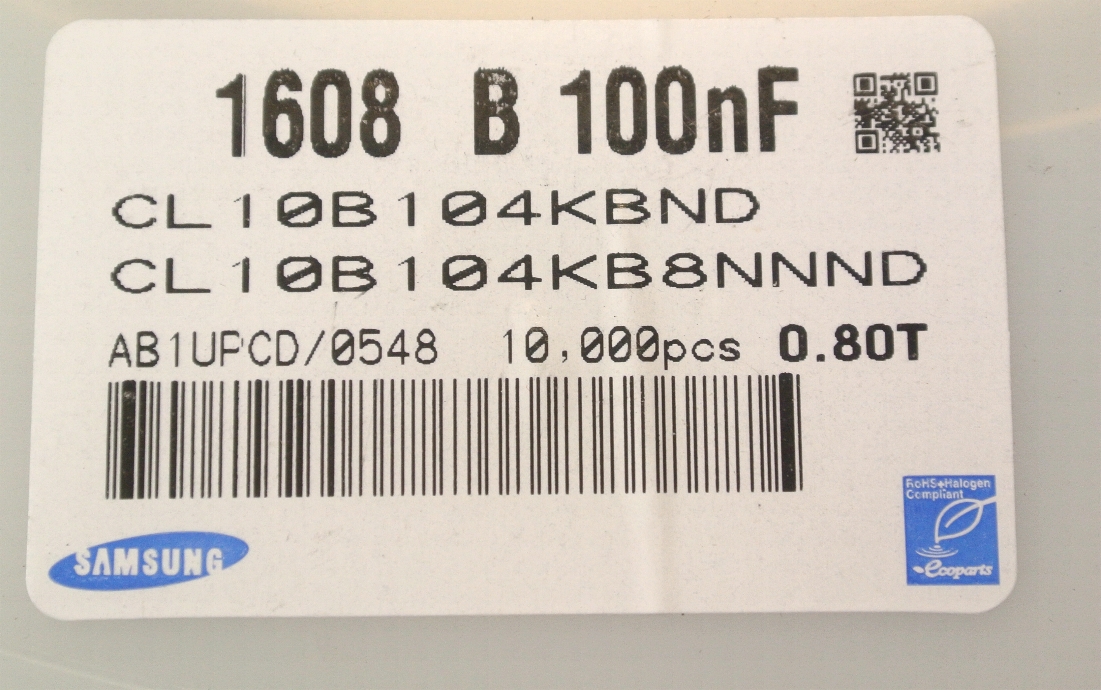 1608 B 100nF
CL10B104KBND
CL10B104KB8NNND
AB1UPCD/0548 10,000pcs 0.80T
RoHS+Halogen
Compliant
SAMSUNG
ecoparts